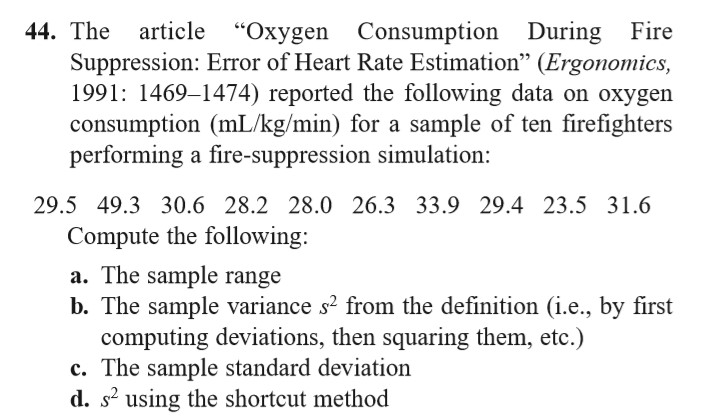 44. The article “Oxygen Consumption During Fire
Suppression: Error of Heart Rate Estimation” (Ergonomics,
1991: 1469–1474) reported the following data on oxygen
consumption (mL/kg/min) for a sample of ten firefighters
performing a fire-suppression simulation:
29.5 49.3 30.6 28.2 28.0 26.3 33.9 29.4 23.5 31.6
Compute the following:
a. The sample range
b. The sample variance s² from the definition (i.e., by first
computing deviations, then squaring them, etc.)
c. The sample standard deviation
d. s² using the shortcut method